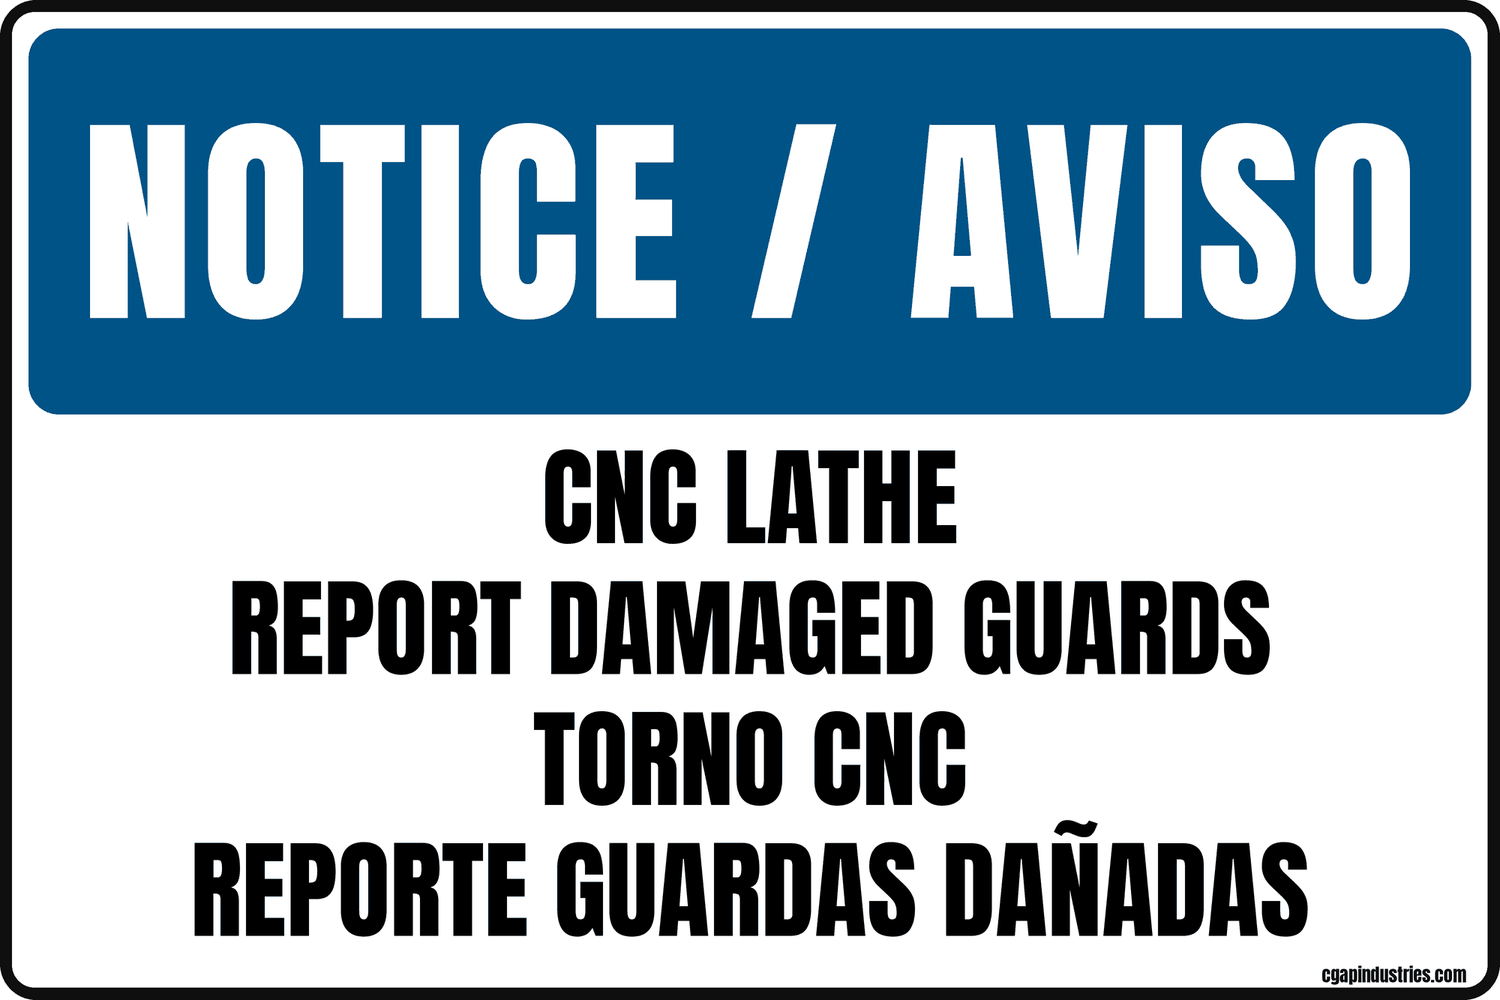 NOTICE / AVISO
CNC LATHE
REPORT DAMAGED GUARDS
TORNO CNC
REPORTE GUARDAS DAÑADAS
cgapindustries.com